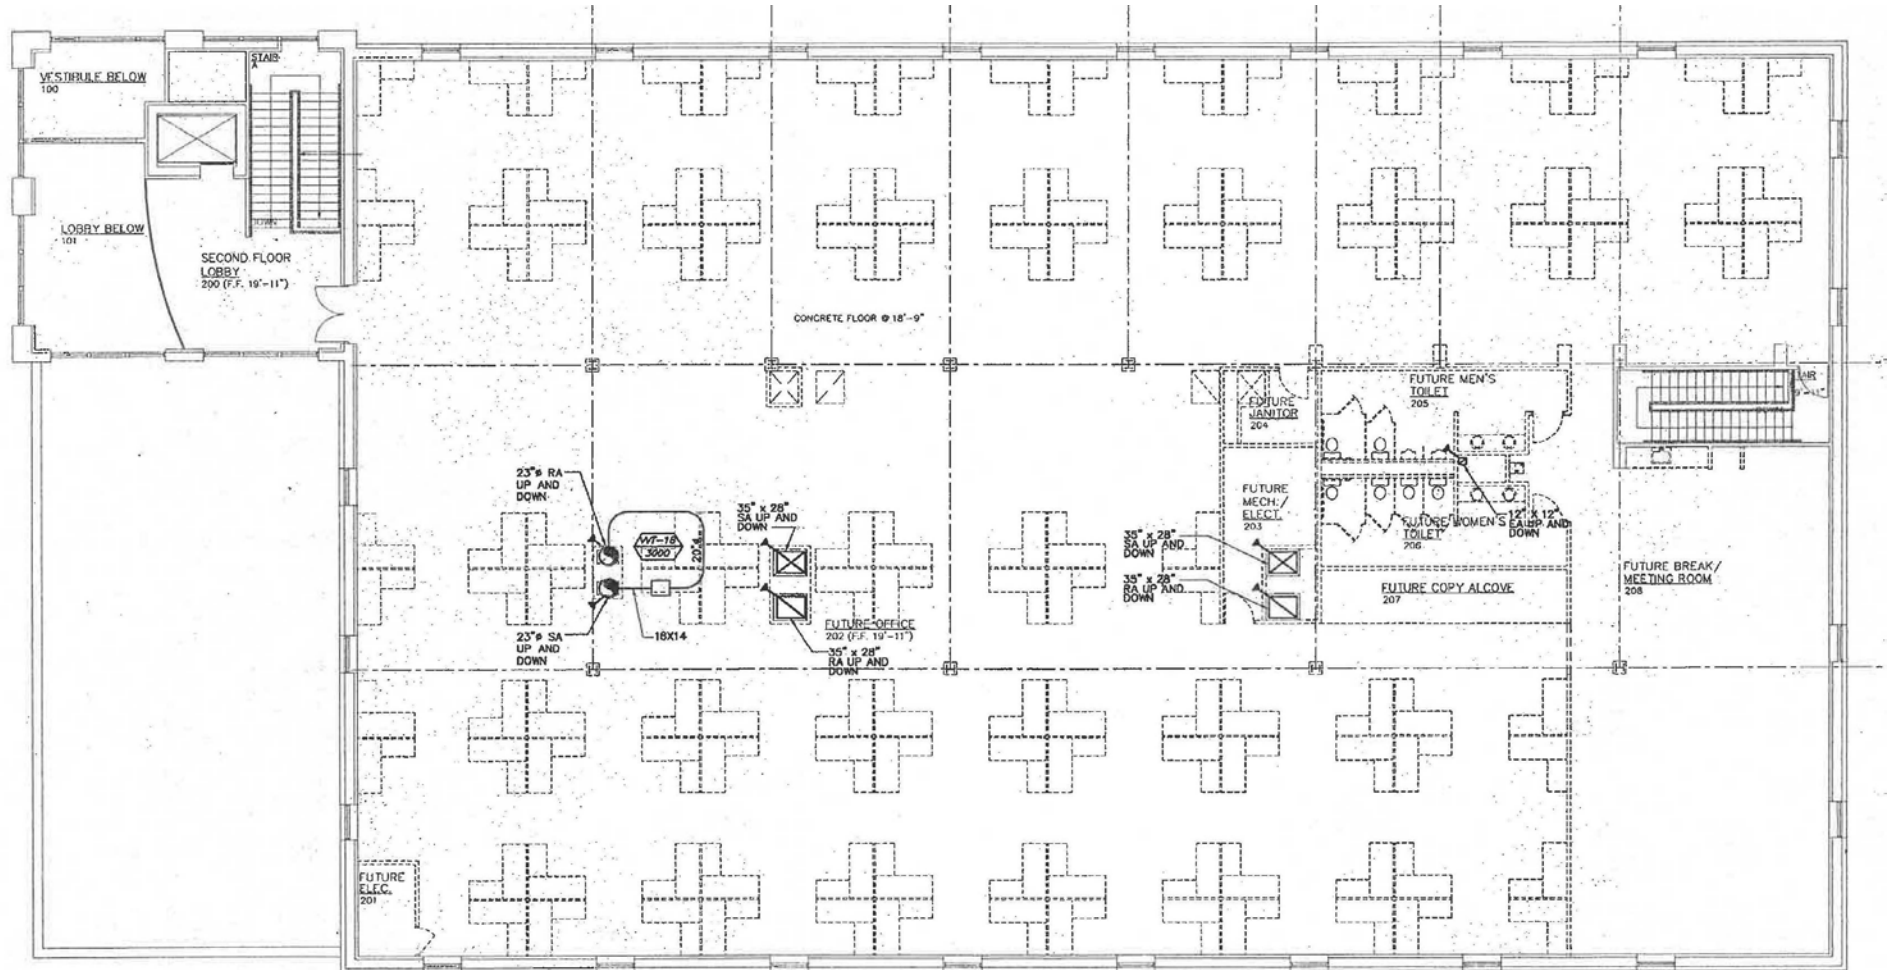 STAIR
A
VESTIBULE BELOW
100
LOBBY BELOW
101
DOWN
SECOND FLOOR
LOBBY
200 (F.F. 19'-11")
CONCRETE FLOOR @ 18'-9"
FUTURE MEN'S
TOILET
205
FUTURE
JANITOR
204
DOWN
23"ø RA
UP AND
DOWN
35" x 28"
SA UP AND
DOWN
VVT-18
3000
20"ø
23"ø SA
UP AND
DOWN
18X14
FUTURE OFFICE
202 (F.F. 19'-11")
35" x 28"
RA UP AND
DOWN
FUTURE
MECH./
ELECT.
203
35" x 28"
SA UP AND
DOWN
35" x 28"
RA UP AND
DOWN
FUTURE WOMEN'S
TOILET
206
12" X 12"
EA UP AND
DOWN
FUTURE COPY ALCOVE
207
FUTURE BREAK/
MEETING ROOM
208
FUTURE
ELEC.
201